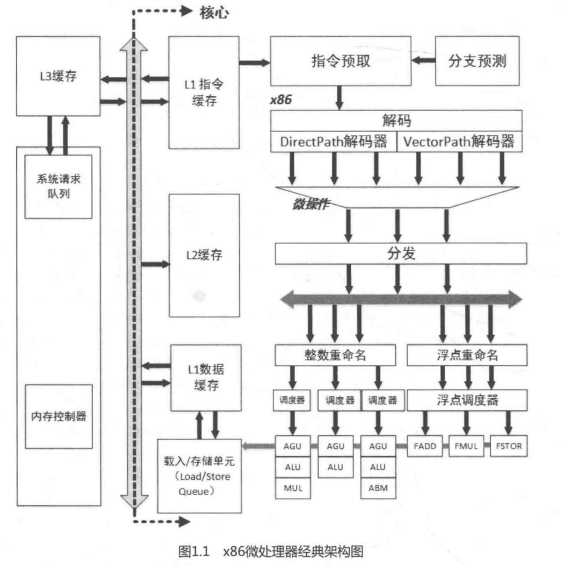 核心
L3缓存
L1 指令
缓存
指令预取
分支预测
x86
解码
DirectPath解码器
VectorPath解码器
系统请求
队列
微操作
L2缓存
分发
整数重命名
浮点重命名
L1数据
缓存
调度器
调度器
调度器
浮点调度器
内存控制器
载入/存储单元
（Load/Store
Queue）
AGU
AGU
AGU
FADD
FMUL
FSTOR
ALU
ALU
ALU
MUL
ABM
图1.1 x86微处理器经典架构图